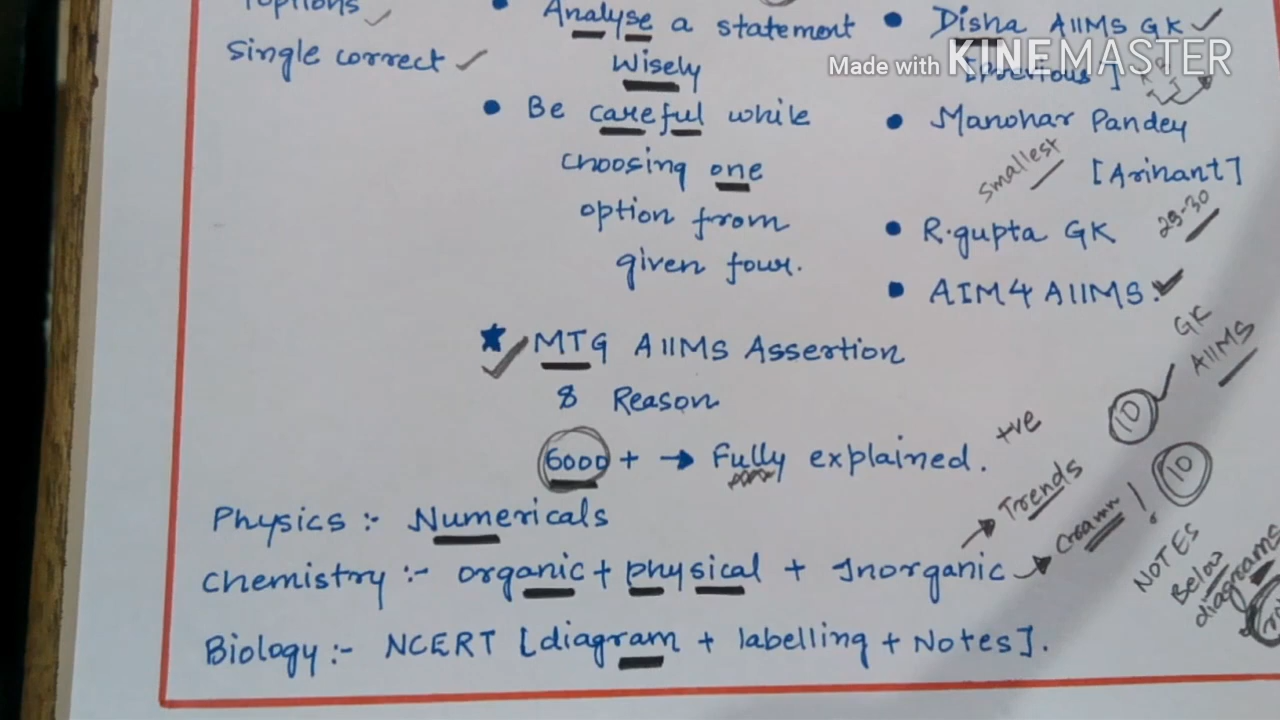 options
single correct
• Analyse a statement
Wisely
• Be careful while
choosing one
option from
given four.
★ MTG AIIMS Assertion
& Reason
6000 + → Fully explained.
+ve
• Disha AIIMS GK
[Previous]
• Manohar Pandey
smallest
[Arihant]
29-30
• R.gupta GK
• AIM4 AIIMS.
GK
AIIMS
10
10
Physics :- Numericals
Chemistry :- organic + physical + Inorganic
Trends
!
NOTES
Below
diagrams
Biology :- NCERT [diagram + labelling + Notes].
Made with KINEMASTER